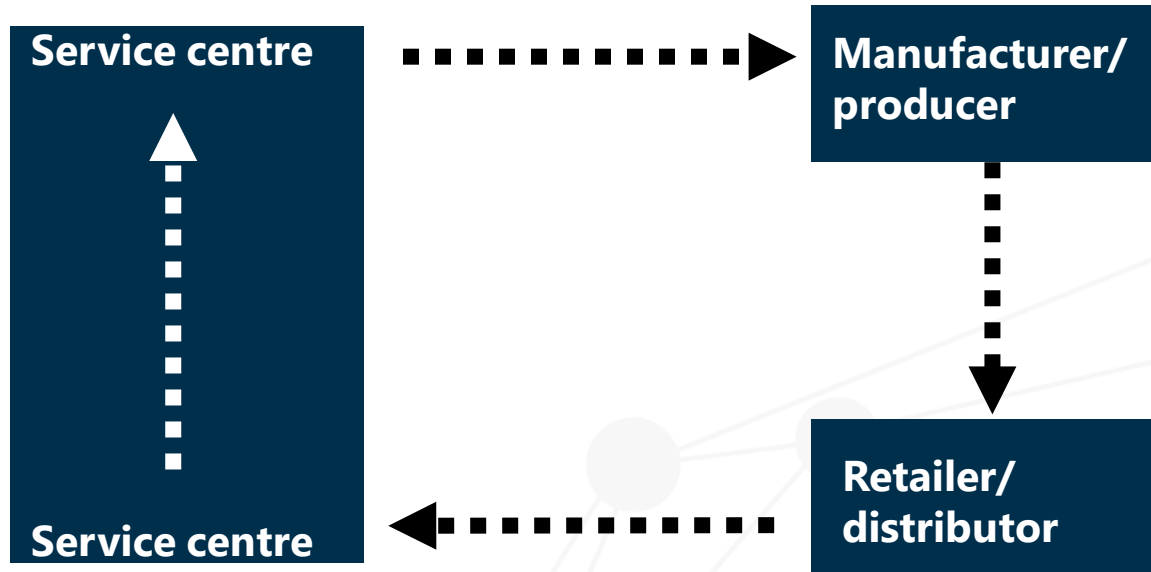 Service centre
Manufacturer/
producer
Retailer/
distributor
Service centre